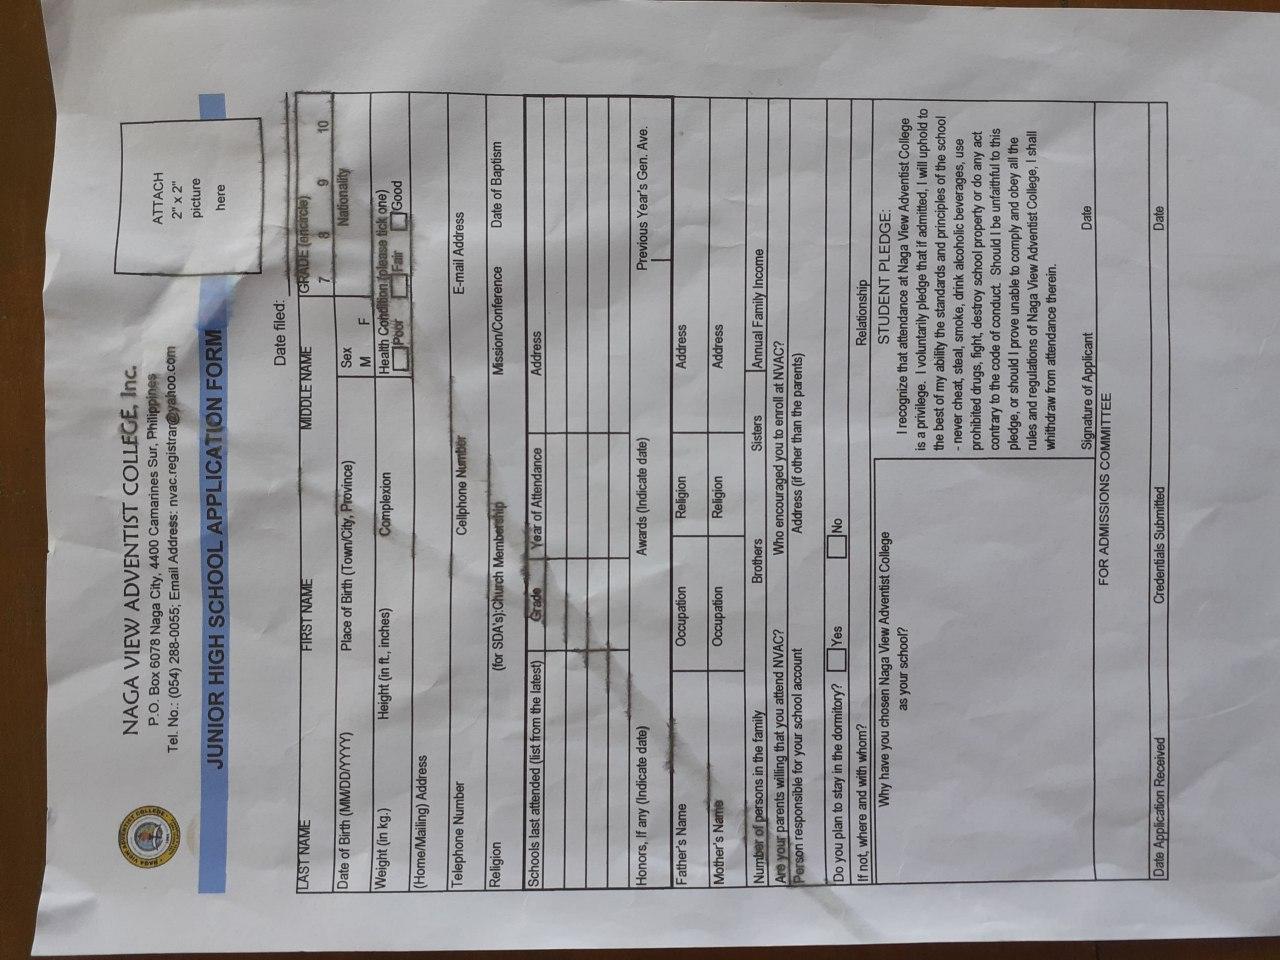 NAGA VIEW ADVENTIST COLLEGE, Inc.
P.O. Box 6078 Naga City, 4400 Camarines Sur, Philippines
Tel. No.: (054) 288-0055; Email Address: nvac.registrar@yahoo.com
ATTACH
2" x 2"
picture
here
JUNIOR HIGH SCHOOL APPLICATION FORM
Date filed:
LAST NAME FIRST NAME MIDDLE NAME GRADE (encircle)
7 8 9 10
Date of Birth (MM/DD/YYYY) Place of Birth (Town/City, Province) Sex Nationality
M F
Weight (in kg.) Height (in ft., inches) Complexion Health Condition (please tick one)
Poor Fair Good
(Home/Mailing) Address
Telephone Number Cellphone Number E-mail Address
Religion (for SDA's):Church Membership Mission/Conference Date of Baptism
Schools last attended (list from the latest) Grade Year of Attendance Address
Honors, If any (Indicate date) Awards (Indicate date) Previous Year's Gen. Ave.
Father's Name Occupation Religion Address
Mother's Name Occupation Religion Address
Number of persons in the family Brothers Sisters Annual Family Income
Are your parents willing that you attend NVAC? Who encouraged you to enroll at NVAC?
Person responsible for your school account Address (if other than the parents)
Do you plan to stay in the dormitory? Yes No
If not, where and with whom? Relationship
Why have you chosen Naga View Adventist College
as your school?
STUDENT PLEDGE:
I recognize that attendance at Naga View Adventist College
is a privilege. I voluntarily pledge that if admitted, I will uphold to
the best of my ability the standards and principles of the school
- never cheat, steal, smoke, drink alcoholic beverages, use
prohibited drugs, fight, destroy school property or do any act
contrary to the code of conduct. Should I be unfaithful to this
pledge, or should I prove unable to comply and obey all the
rules and regulations of Naga View Adventist College, I shall
whithdraw from attendance therein.
Signature of Applicant Date
FOR ADMISSIONS COMMITTEE
Date Application Received Credentials Submitted Date